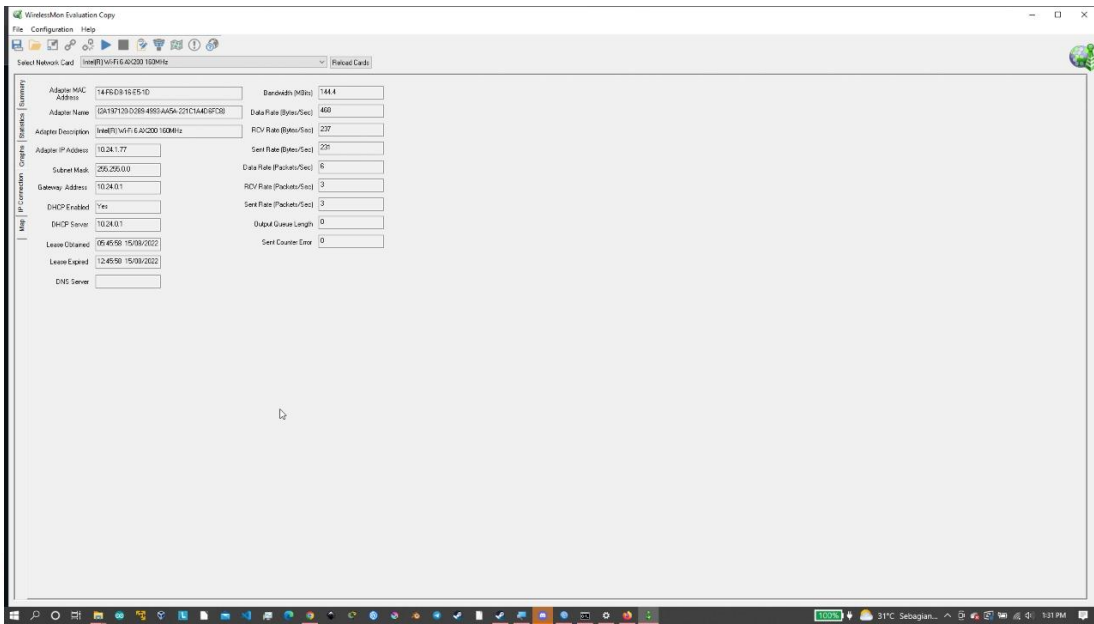 WirelessMon Evaluation Copy
File Configuration Help
Select Network Card Intel(R) Wi-Fi 6 AX200 160MHz Reload Cards
Summary
Statistics
Graphs
IP Connection
Map
Adapter MAC Address 14-F6-D8-16-E5-1D
Adapter Name
Adapter Description Intel(R) Wi-Fi 6 AX200 160MHz
Adapter IP Address 10.24.1.77
Subnet Mask 255.255.0.0
Gateway Address 10.24.0.1
DHCP Enabled Yes
DHCP Server 10.24.0.1
Lease Obtained 05:45:58 15/08/2022
Lease Expired 12:45:58 15/08/2022
DNS Server
Bandwidth (MBits) 144.4
Data Rate (Bytes/Sec) 468
RCV Rate (Bytes/Sec) 237
Sent Rate (Bytes/Sec) 231
Data Rate (Packets/Sec) 6
RCV Rate (Packets/Sec) 3
Sent Rate (Packets/Sec) 3
Output Queue Length 0
Sent Counter Error 0
100% 31°C Sebagian... 1:31 PM